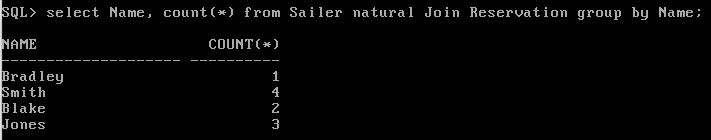 SQL> select Name, count(*) from Sailer natural Join Reservation group by Name;
NAME COUNT(*)
-------------------- ----------
Bradley 1
Smith 4
Blake 2
Jones 3